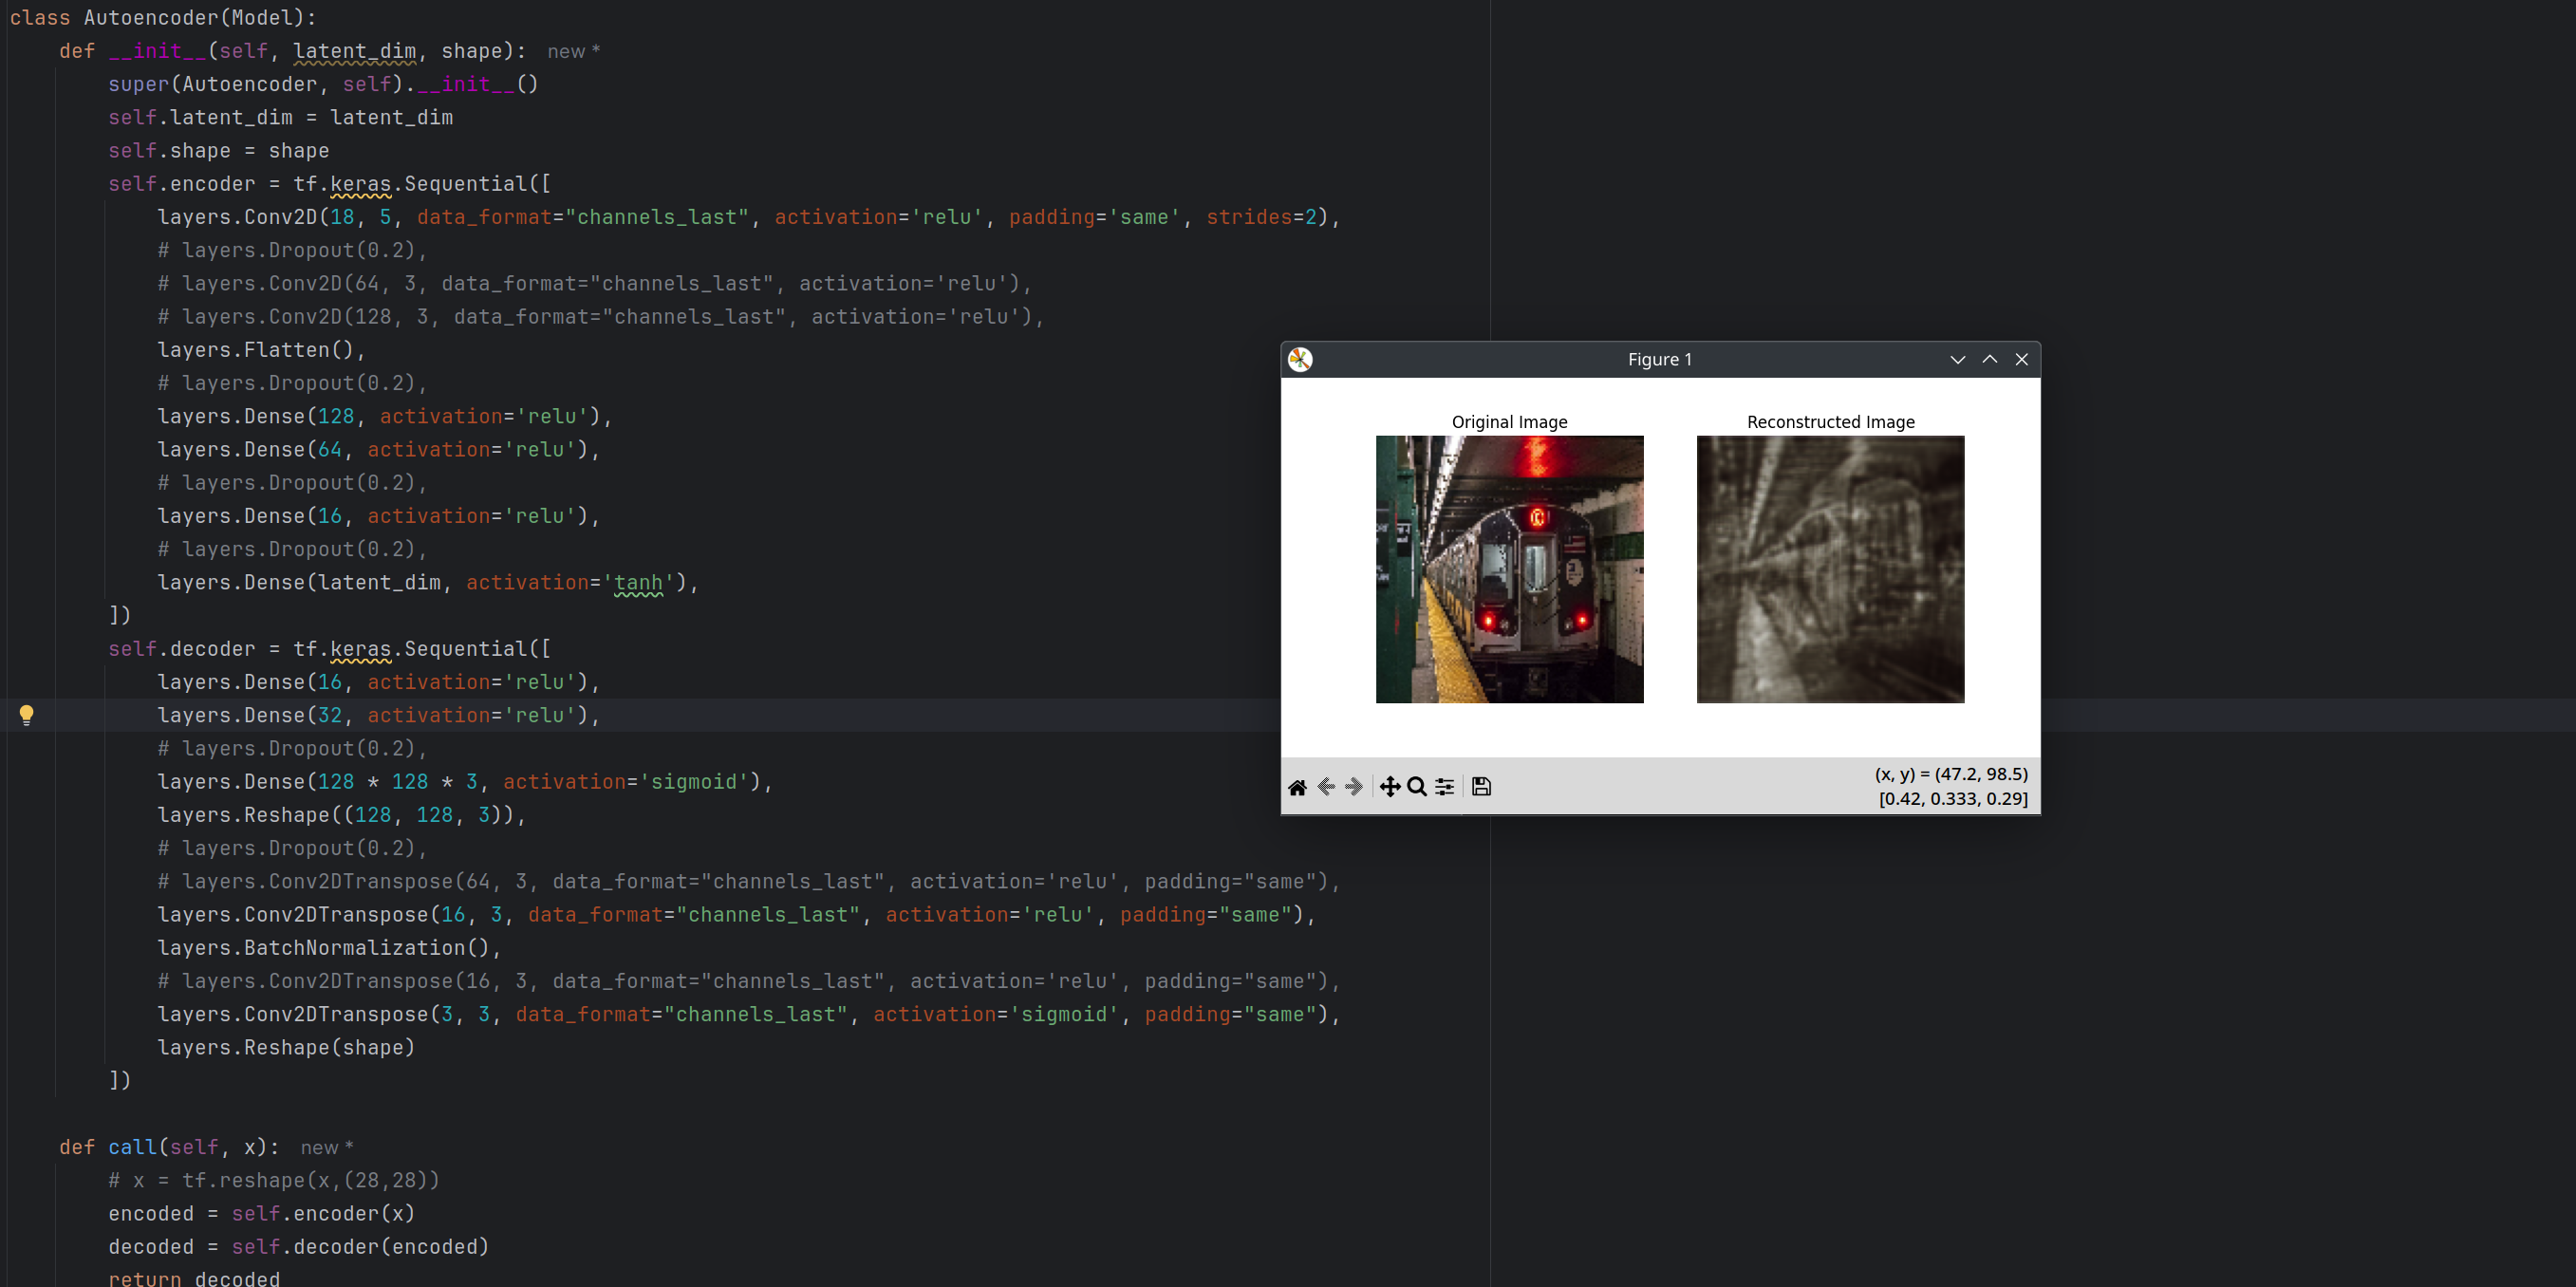 class Autoencoder(Model):
def __init__(self, latent_dim, shape): new *
super(Autoencoder, self).__init__()
self.latent_dim = latent_dim
self.shape = shape
self.encoder = tf.keras.Sequential([
layers.Conv2D(18, 5, data_format="channels_last", activation='relu', padding='same', strides=2),
# layers.Dropout(0.2),
# layers.Conv2D(64, 3, data_format="channels_last", activation='relu'),
# layers.Conv2D(128, 3, data_format="channels_last", activation='relu'),
layers.Flatten(),
# layers.Dropout(0.2),
layers.Dense(128, activation='relu'),
layers.Dense(64, activation='relu'),
# layers.Dropout(0.2),
layers.Dense(16, activation='relu'),
# layers.Dropout(0.2),
layers.Dense(latent_dim, activation='tanh'),
])
self.decoder = tf.keras.Sequential([
layers.Dense(16, activation='relu'),
layers.Dense(32, activation='relu'),
# layers.Dropout(0.2),
layers.Dense(128 * 128 * 3, activation='sigmoid'),
layers.Reshape((128, 128, 3)),
# layers.Dropout(0.2),
# layers.Conv2DTranspose(64, 3, data_format="channels_last", activation='relu', padding="same"),
layers.Conv2DTranspose(16, 3, data_format="channels_last", activation='relu', padding="same"),
layers.BatchNormalization(),
# layers.Conv2DTranspose(16, 3, data_format="channels_last", activation='relu', padding="same"),
layers.Conv2DTranspose(3, 3, data_format="channels_last", activation='sigmoid', padding="same"),
layers.Reshape(shape)
])
def call(self, x): new *
# x = tf.reshape(x,(28,28))
encoded = self.encoder(x)
decoded = self.decoder(encoded)
return decoded
Figure 1
Original Image
Reconstructed Image
(x, y) = (47.2, 98.5)
[0.42, 0.333, 0.29]